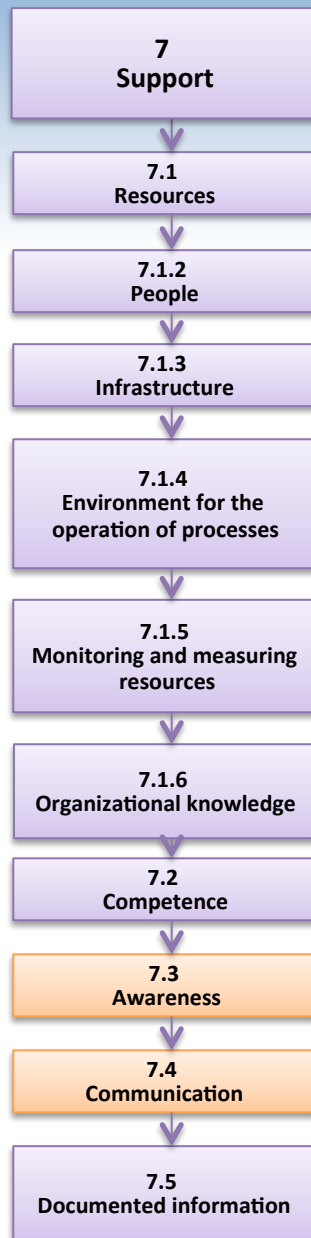 7
Support
7.1
Resources
7.1.2
People
7.1.3
Infrastructure
7.1.4
Environment for the
operation of processes
7.1.5
Monitoring and measuring
resources
7.1.6
Organizational knowledge
7.2
Competence
7.3
Awareness
7.4
Communication
7.5
Documented information